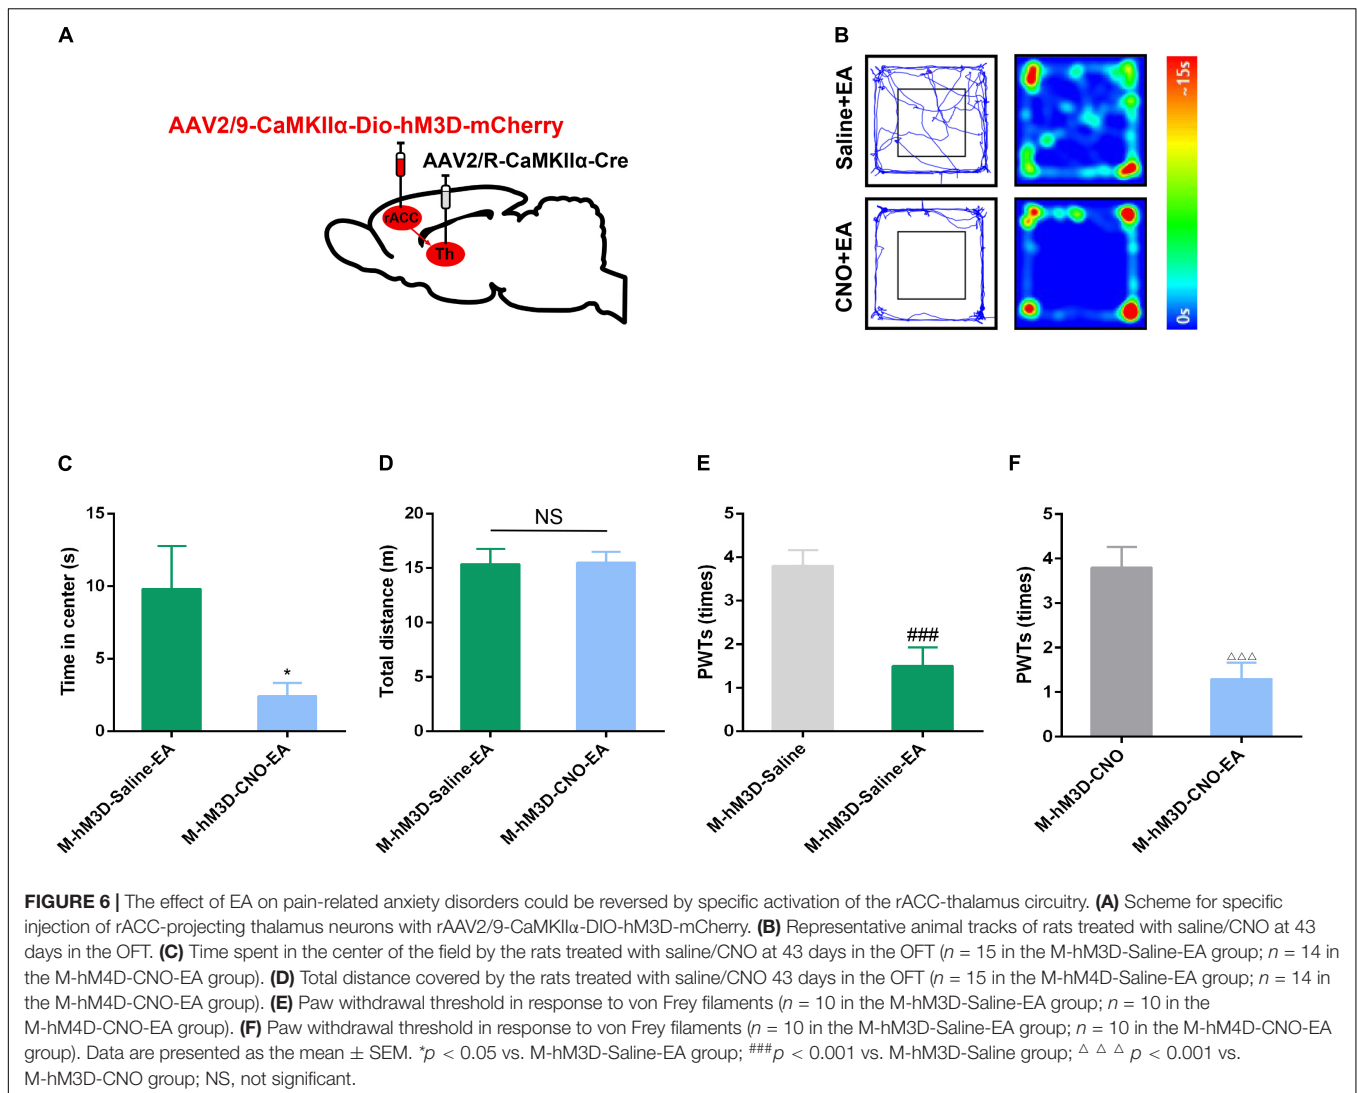 A
B
AAV2/9-CaMKIIα-Dio-hM3D-mCherry
AAV2/R-CaMKIIα-Cre
rACC
Th
Saline+EA
CNO+EA
~15s
0s
C
D
E
F
Time in center (s)
15
10
5
0
*
M-hM3D-Saline-EA
M-hM3D-CNO-EA
Total distance (m)
20
15
10
5
0
NS
M-hM3D-Saline-EA
M-hM3D-CNO-EA
PWTs (times)
5
4
3
2
1
0
###
M-hM3D-Saline
M-hM3D-Saline-EA
PWTs (times)
5
4
3
2
1
0
△△△
M-hM3D-CNO
M-hM3D-CNO-EA
FIGURE 6 | The effect of EA on pain-related anxiety disorders could be reversed by specific activation of the rACC-thalamus circuitry. (A) Scheme for specific
injection of rACC-projecting thalamus neurons with rAAV2/9-CaMKIIα-DIO-hM3D-mCherry. (B) Representative animal tracks of rats treated with saline/CNO at 43
days in the OFT. (C) Time spent in the center of the field by the rats treated with saline/CNO at 43 days in the OFT (n = 15 in the M-hM3D-Saline-EA group; n = 14 in
the M-hM4D-CNO-EA group). (D) Total distance covered by the rats treated with saline/CNO 43 days in the OFT (n = 15 in the M-hM4D-Saline-EA group; n = 14 in
the M-hM4D-CNO-EA group). (E) Paw withdrawal threshold in response to von Frey filaments (n = 10 in the M-hM3D-Saline-EA group; n = 10 in the
M-hM4D-CNO-EA group). (F) Paw withdrawal threshold in response to von Frey filaments (n = 10 in the M-hM3D-Saline-EA group; n = 10 in the M-hM4D-CNO-EA
group). Data are presented as the mean ± SEM. *p < 0.05 vs. M-hM3D-Saline-EA group; ###p < 0.001 vs. M-hM3D-Saline group; △ △ △ p < 0.001 vs.
M-hM3D-CNO group; NS, not significant.